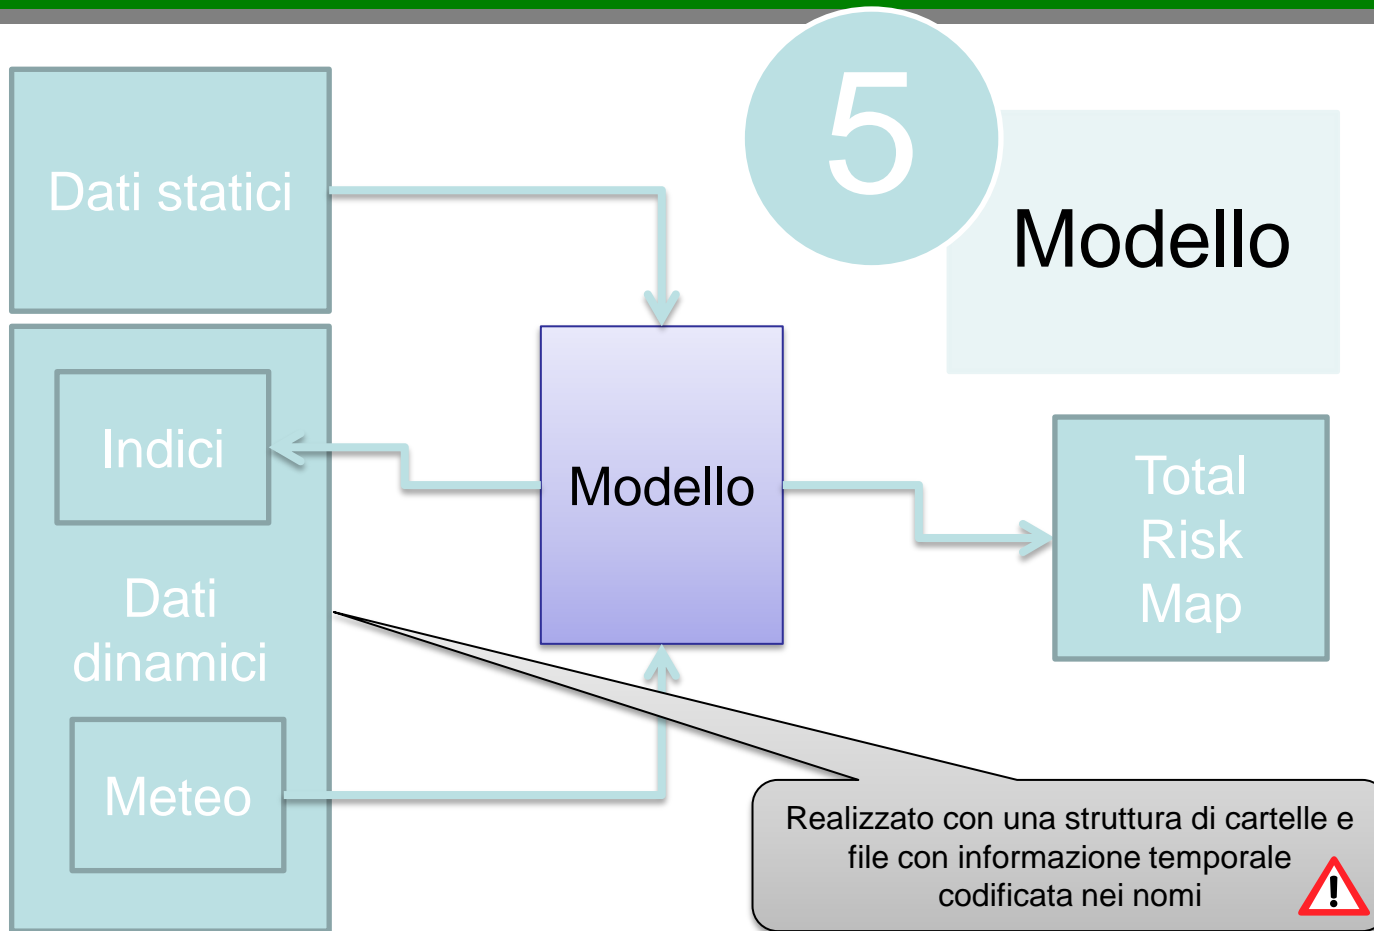 5
Modello
Dati statici
Indici
Dati
dinamici
Meteo
Modello
Total
Risk
Map
Realizzato con una struttura di cartelle e
file con informazione temporale
codificata nei nomi
!